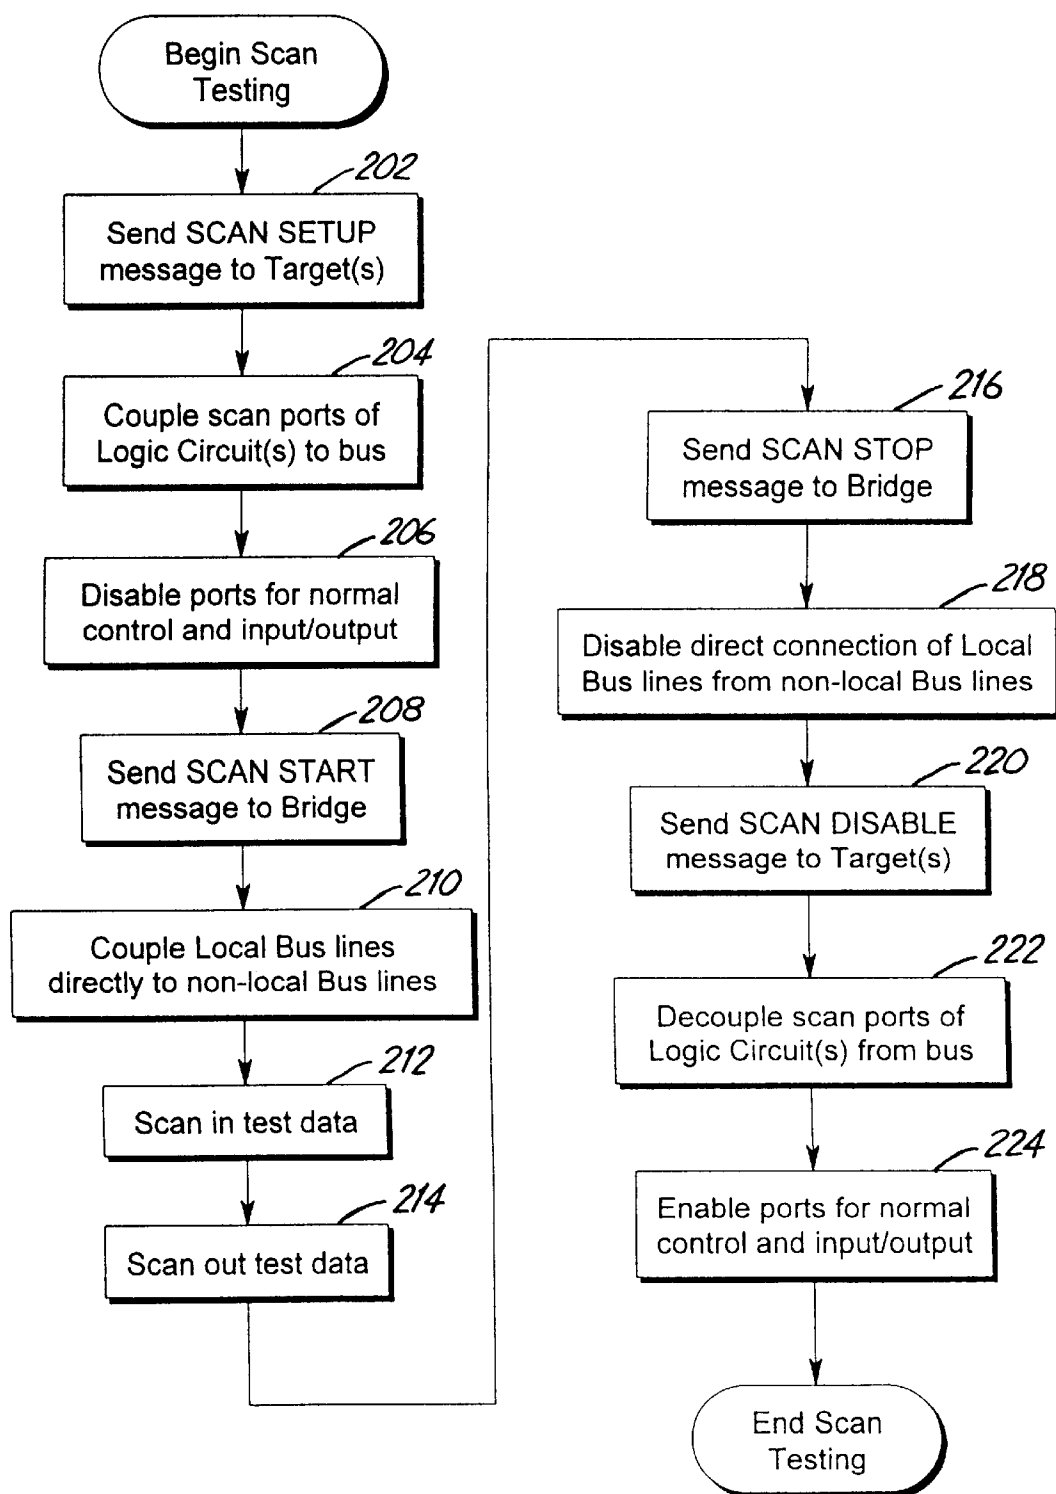 Begin Scan
Testing
202
Send SCAN SETUP
message to Target(s)
204
Couple scan ports of
Logic Circuit(s) to bus
206
Disable ports for normal
control and input/output
208
Send SCAN START
message to Bridge
210
Couple Local Bus lines
directly to non-local Bus lines
212
Scan in test data
214
Scan out test data
216
Send SCAN STOP
message to Bridge
218
Disable direct connection of Local
Bus lines from non-local Bus lines
220
Send SCAN DISABLE
message to Target(s)
222
Decouple scan ports of
Logic Circuit(s) from bus
224
Enable ports for normal
control and input/output
End Scan
Testing